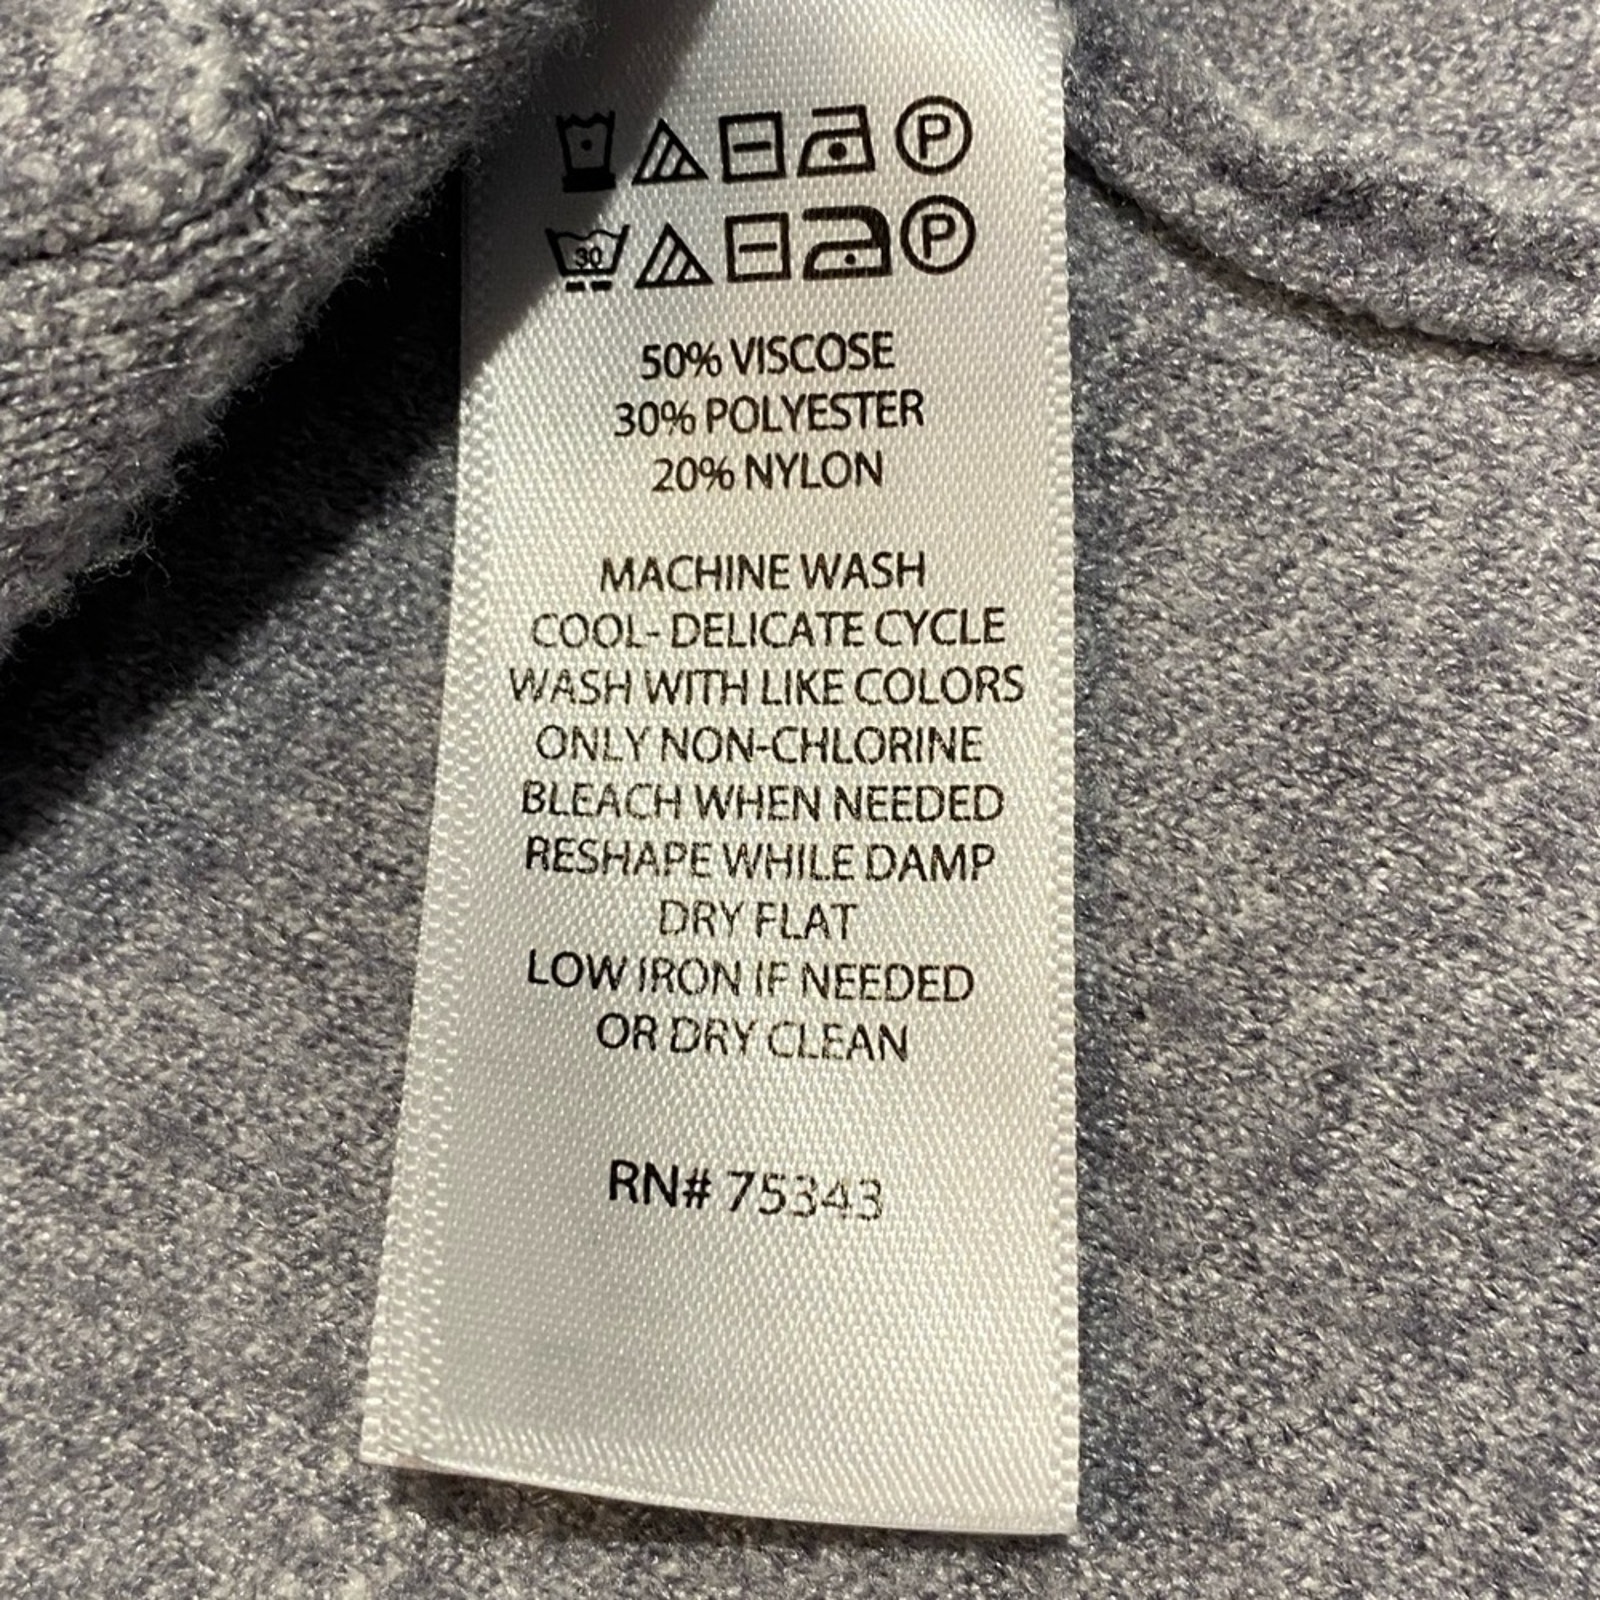 P
30 P
50% VISCOSE
30% POLYESTER
20% NYLON
MACHINE WASH
COOL- DELICATE CYCLE
WASH WITH LIKE COLORS
ONLY NON-CHLORINE
BLEACH WHEN NEEDED
RESHAPE WHILE DAMP
DRY FLAT
LOW IRON IF NEEDED
OR DRY CLEAN
RN# 75343